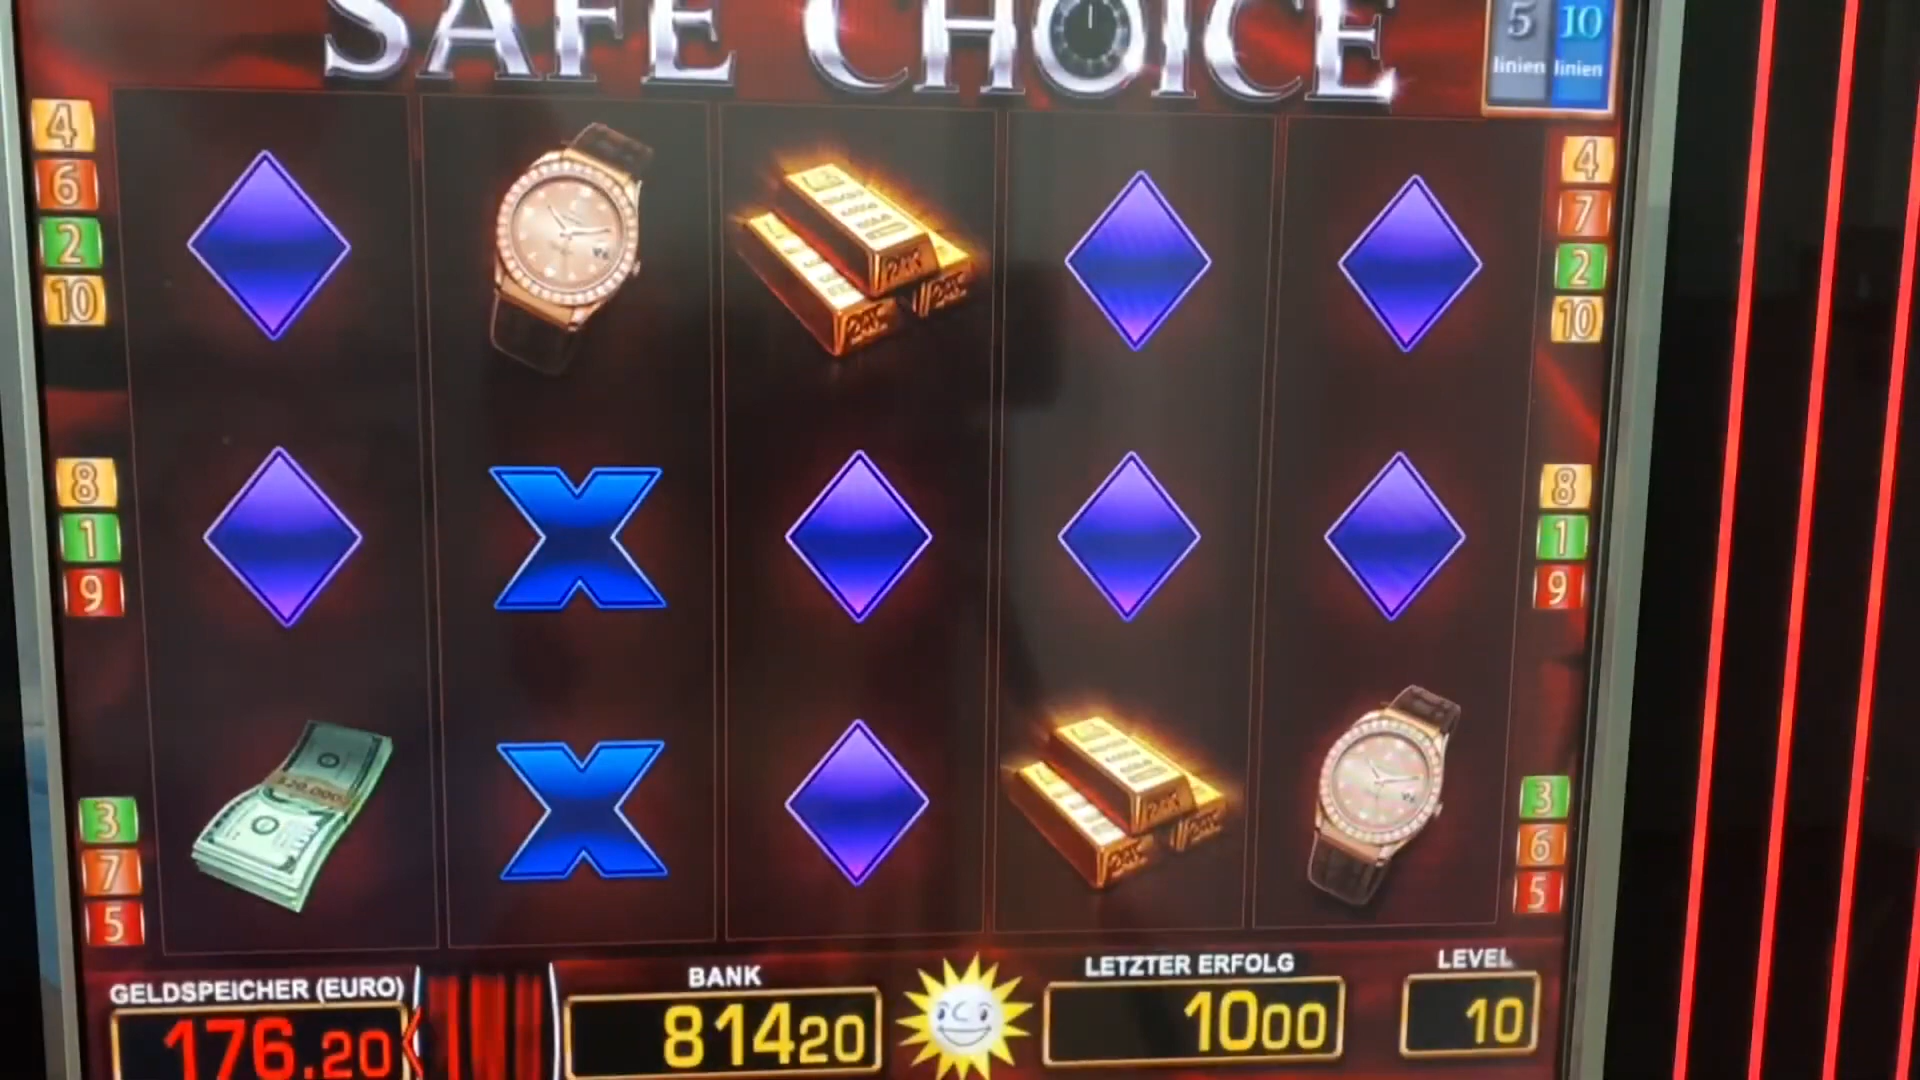 SAFE CHOICE
5 10
linien linien
4 4
6 7
2 2
10 10
8 8
1 1
9 9
3 3
7 6
5 5
GELDSPEICHER (EURO) BANK LETZTER ERFOLG LEVEL
176.20 81420 1000 10